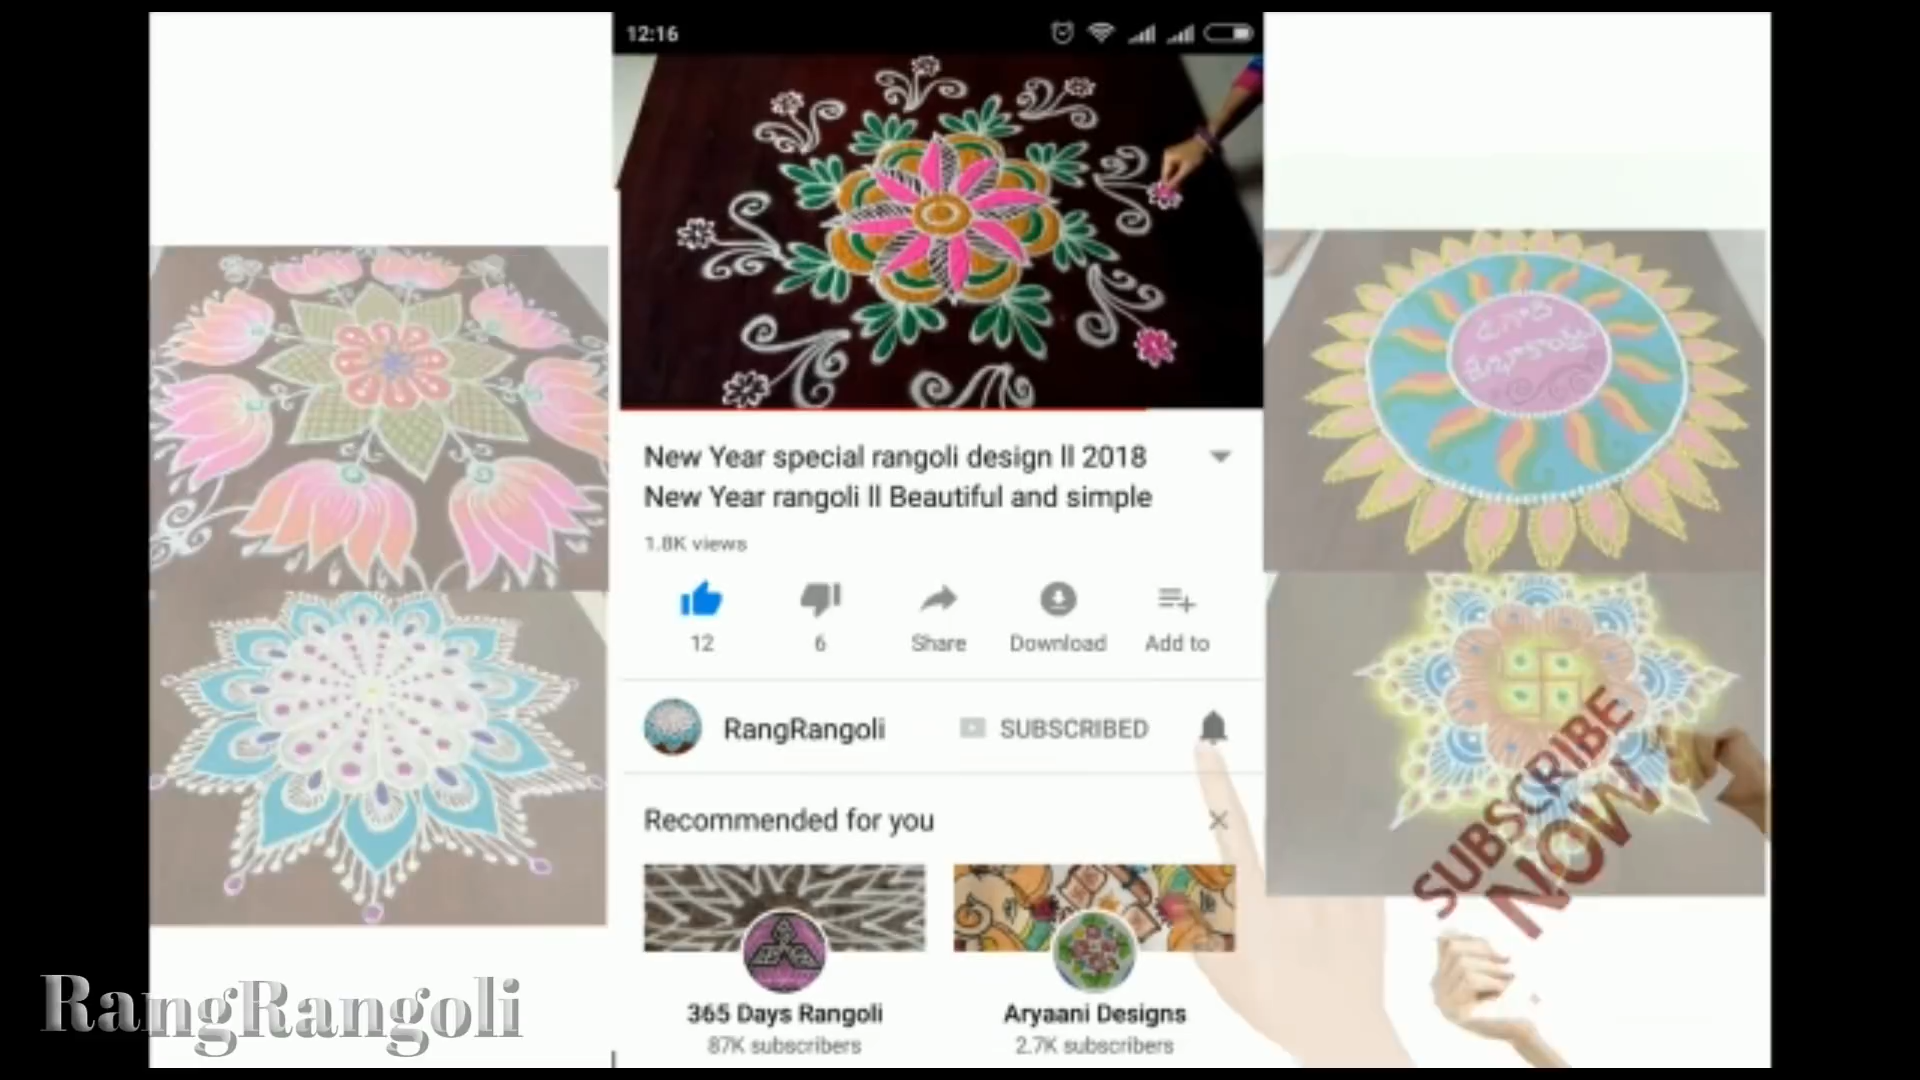 12:16
New Year special rangoli design ll 2018
New Year rangoli ll Beautiful and simple
1.8K views
12
6
Share
Download
Add to
RangRangoli
SUBSCRIBED
Recommended for you
365 Days Rangoli
87K subscribers
Aryaani Designs
2.7K subscribers
SUBSCRIBE
NOW
RangRangoli